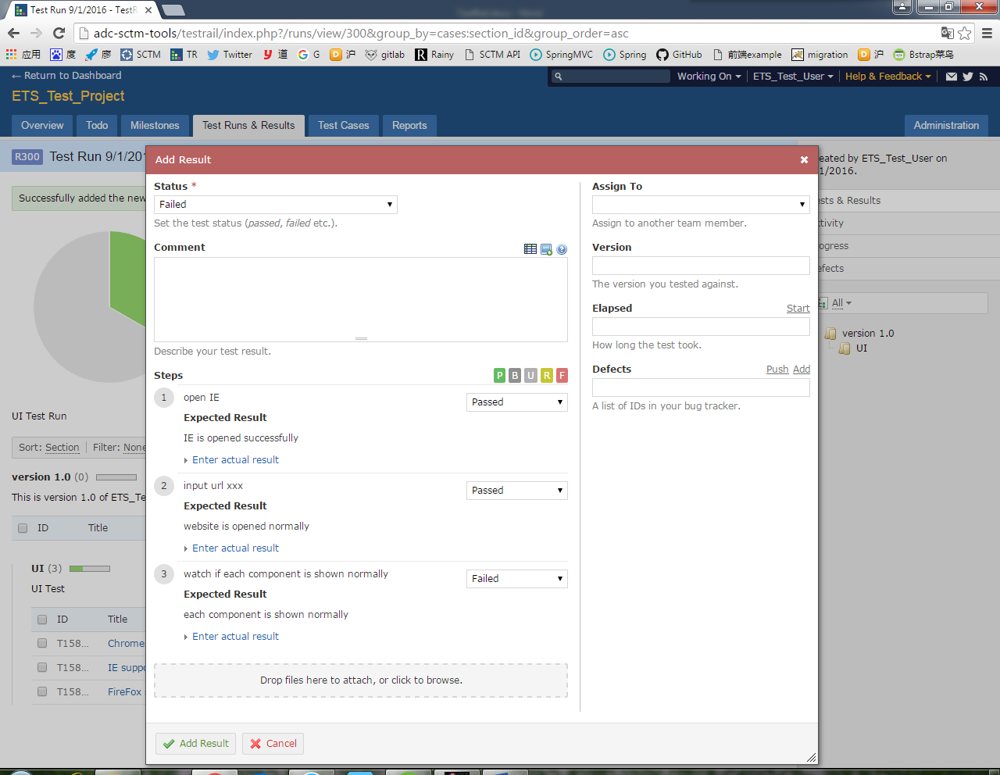 Test Run 9/1/2016 - TestR
adc-sctm-tools/testrail/index.php?/runs/view/300&group_by=cases:section_id&group_order=asc
应用 度 廖 SCTM TR Twitter 道 G 沪 gitlab Rainy SCTM API SpringMVC Spring GitHub 前端example migration 沪 Bstrap菜鸟
← Return to Dashboard
Working On ETS_Test_User Help & Feedback
ETS_Test_Project
Overview Todo Milestones Test Runs & Results Test Cases Reports Administration
R300 Test Run 9/1/201
Add Result
eated by ETS_Test_User on
1/2016.
Successfully added the new
Status *
Failed
Set the test status (passed, failed etc.).
Comment
Describe your test result.
Steps P B U R F
1 open IE Passed
Expected Result
IE is opened successfully
Enter actual result
2 input url xxx Passed
Expected Result
website is opened normally
Enter actual result
3 watch if each component is shown normally Failed
Expected Result
each component is shown normally
Enter actual result
Drop files here to attach, or click to browse.
Add Result Cancel
Assign To
Assign to another team member.
Version
The version you tested against.
Elapsed Start
How long the test took.
Defects Push Add
A list of IDs in your bug tracker.
sts & Results
tivity
ogress
efects
All
version 1.0
UI
UI Test Run
Sort: Section Filter: None
version 1.0 (0)
This is version 1.0 of ETS_Te
ID Title
UI (3)
UI Test
ID Title
T158... Chrome
T158... IE suppo
T158... FireFox